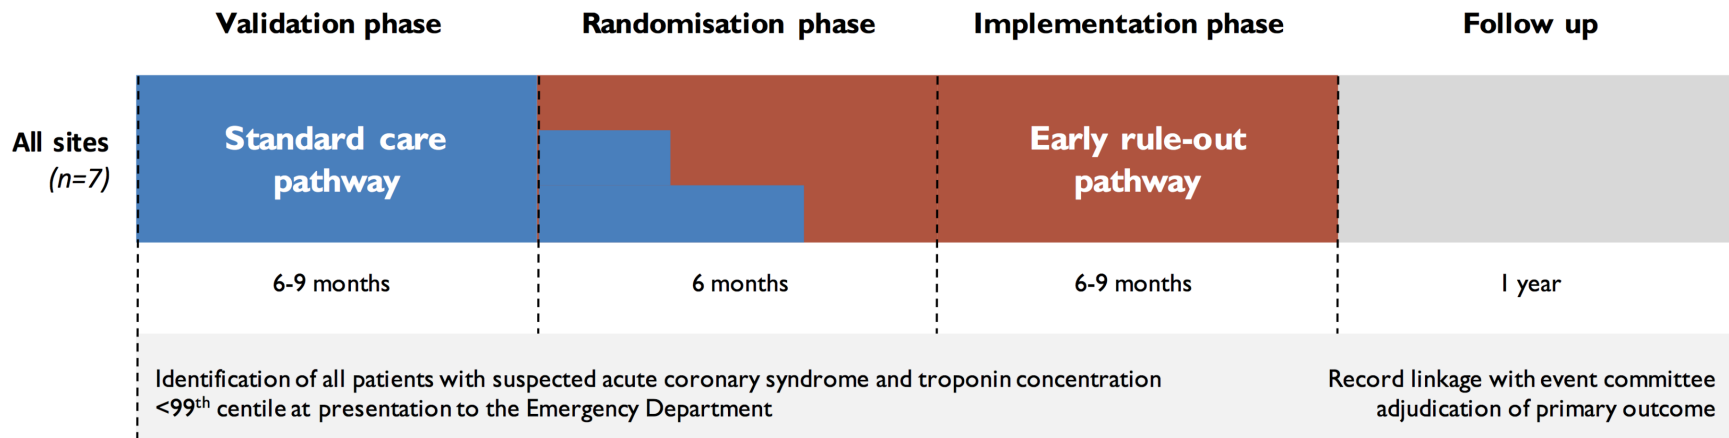 Validation phase
Randomisation phase
Implementation phase
Follow up
All sites
(n=7)
Standard care
pathway
Early rule-out
pathway
6-9 months
6 months
6-9 months
1 year
Identification of all patients with suspected acute coronary syndrome and troponin concentration
<99th centile at presentation to the Emergency Department
Record linkage with event committee
adjudication of primary outcome